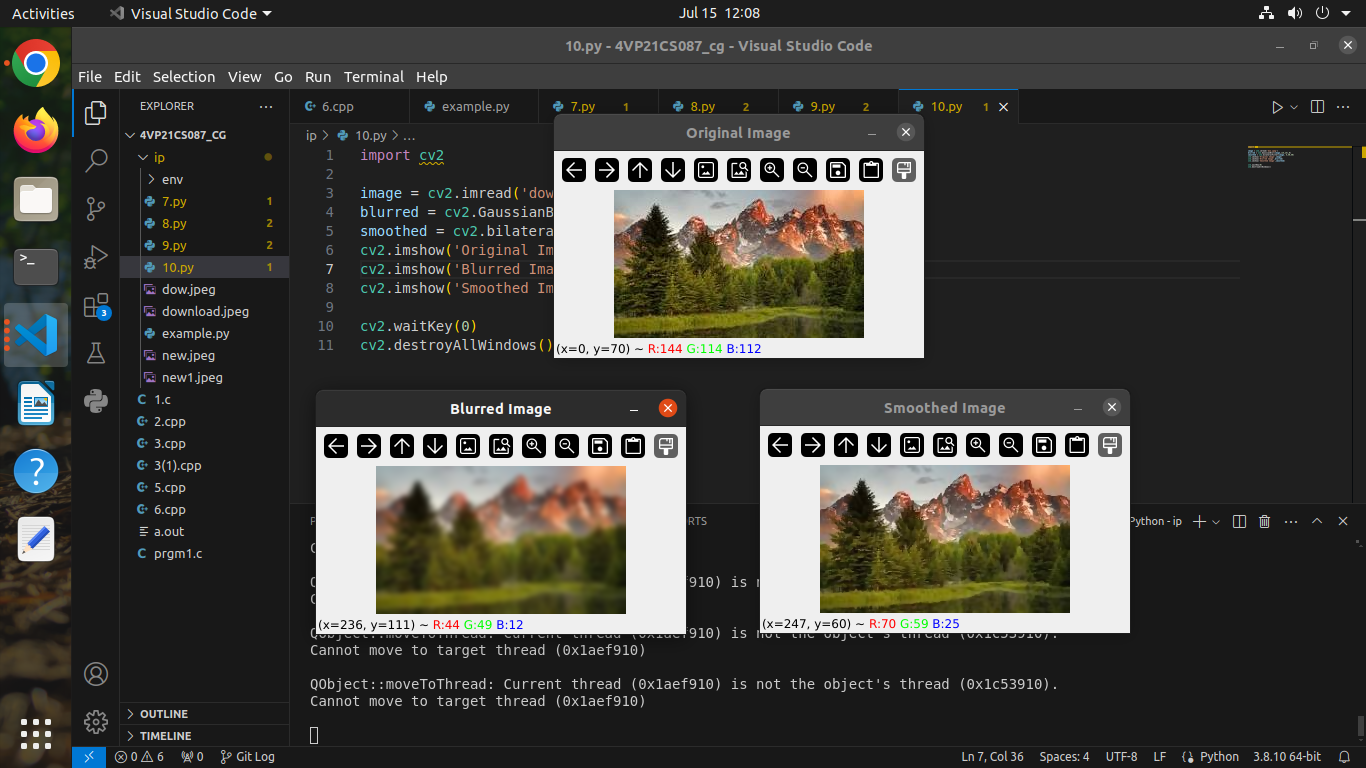 Activities Visual Studio Code Jul 15 12:08
10.py - 4VP21CS087_cg - Visual Studio Code
File Edit Selection View Go Run Terminal Help
EXPLORER
6.cpp example.py 7.py 1 8.py 2 9.py 2 10.py 1
4VP21CS087_CG
ip
env
7.py 1
8.py 2
9.py 2
10.py 1
dow.jpeg
download.jpeg
example.py
new.jpeg
new1.jpeg
1.c
2.cpp
3.cpp
3(1).cpp
5.cpp
6.cpp
a.out
prgm1.c
OUTLINE
TIMELINE
3
ip > 10.py > ...
1 import cv2
2
3 image = cv2.imread('dow
4 blurred = cv2.GaussianB
5 smoothed = cv2.bilatera
6 cv2.imshow('Original Im
7 cv2.imshow('Blurred Ima
8 cv2.imshow('Smoothed Im
9
10 cv2.waitKey(0)
11 cv2.destroyAllWindows()
Original Image
(x=0, y=70) ~ R:144 G:114 B:112
Blurred Image
(x=236, y=111) ~ R:44 G:49 B:12
Smoothed Image
(x=247, y=60) ~ R:70 G:59 B:25
Python - ip
QObject::moveToThread: Current thread (0x1aef910) is not the object's thread (0x1c53910).
Cannot move to target thread (0x1aef910)
QObject::moveToThread: Current thread (0x1aef910) is not the object's thread (0x1c53910).
Cannot move to target thread (0x1aef910)
0 6 0 Git Log Ln 7, Col 36 Spaces: 4 UTF-8 LF Python 3.8.10 64-bit